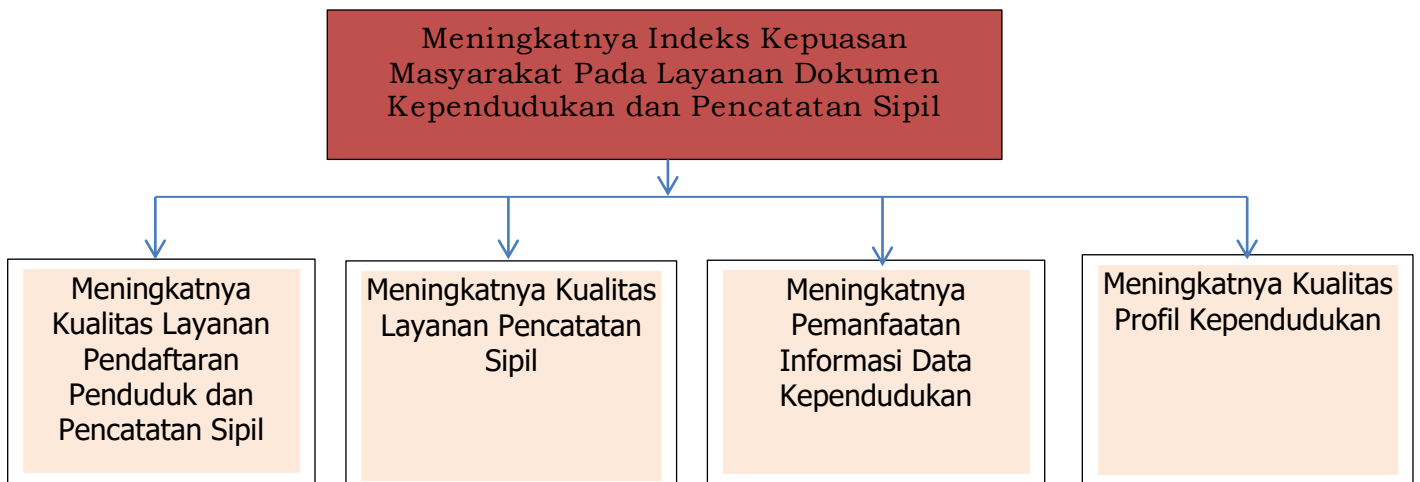 Meningkatnya Indeks Kepuasan
Masyarakat Pada Layanan Dokumen
Kependudukan dan Pencatatan Sipil
Meningkatnya
Kualitas Layanan
Pendaftaran
Penduduk dan
Pencatatan Sipil
Meningkatnya Kualitas
Layanan Pencatatan
Sipil
Meningkatnya
Pemanfaatan
Informasi Data
Kependudukan
Meningkatnya Kualitas
Profil Kependudukan